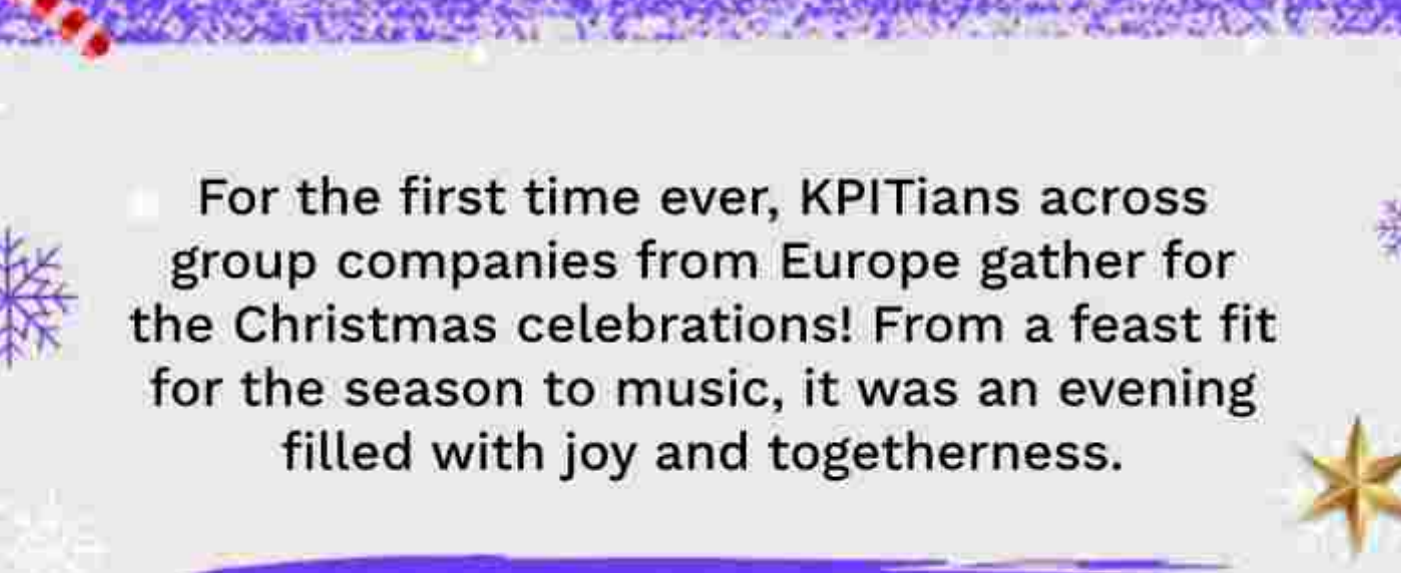 For the first time ever, KPITians across
group companies from Europe gather for
the Christmas celebrations! From a feast fit
for the season to music, it was an evening
filled with joy and togetherness.